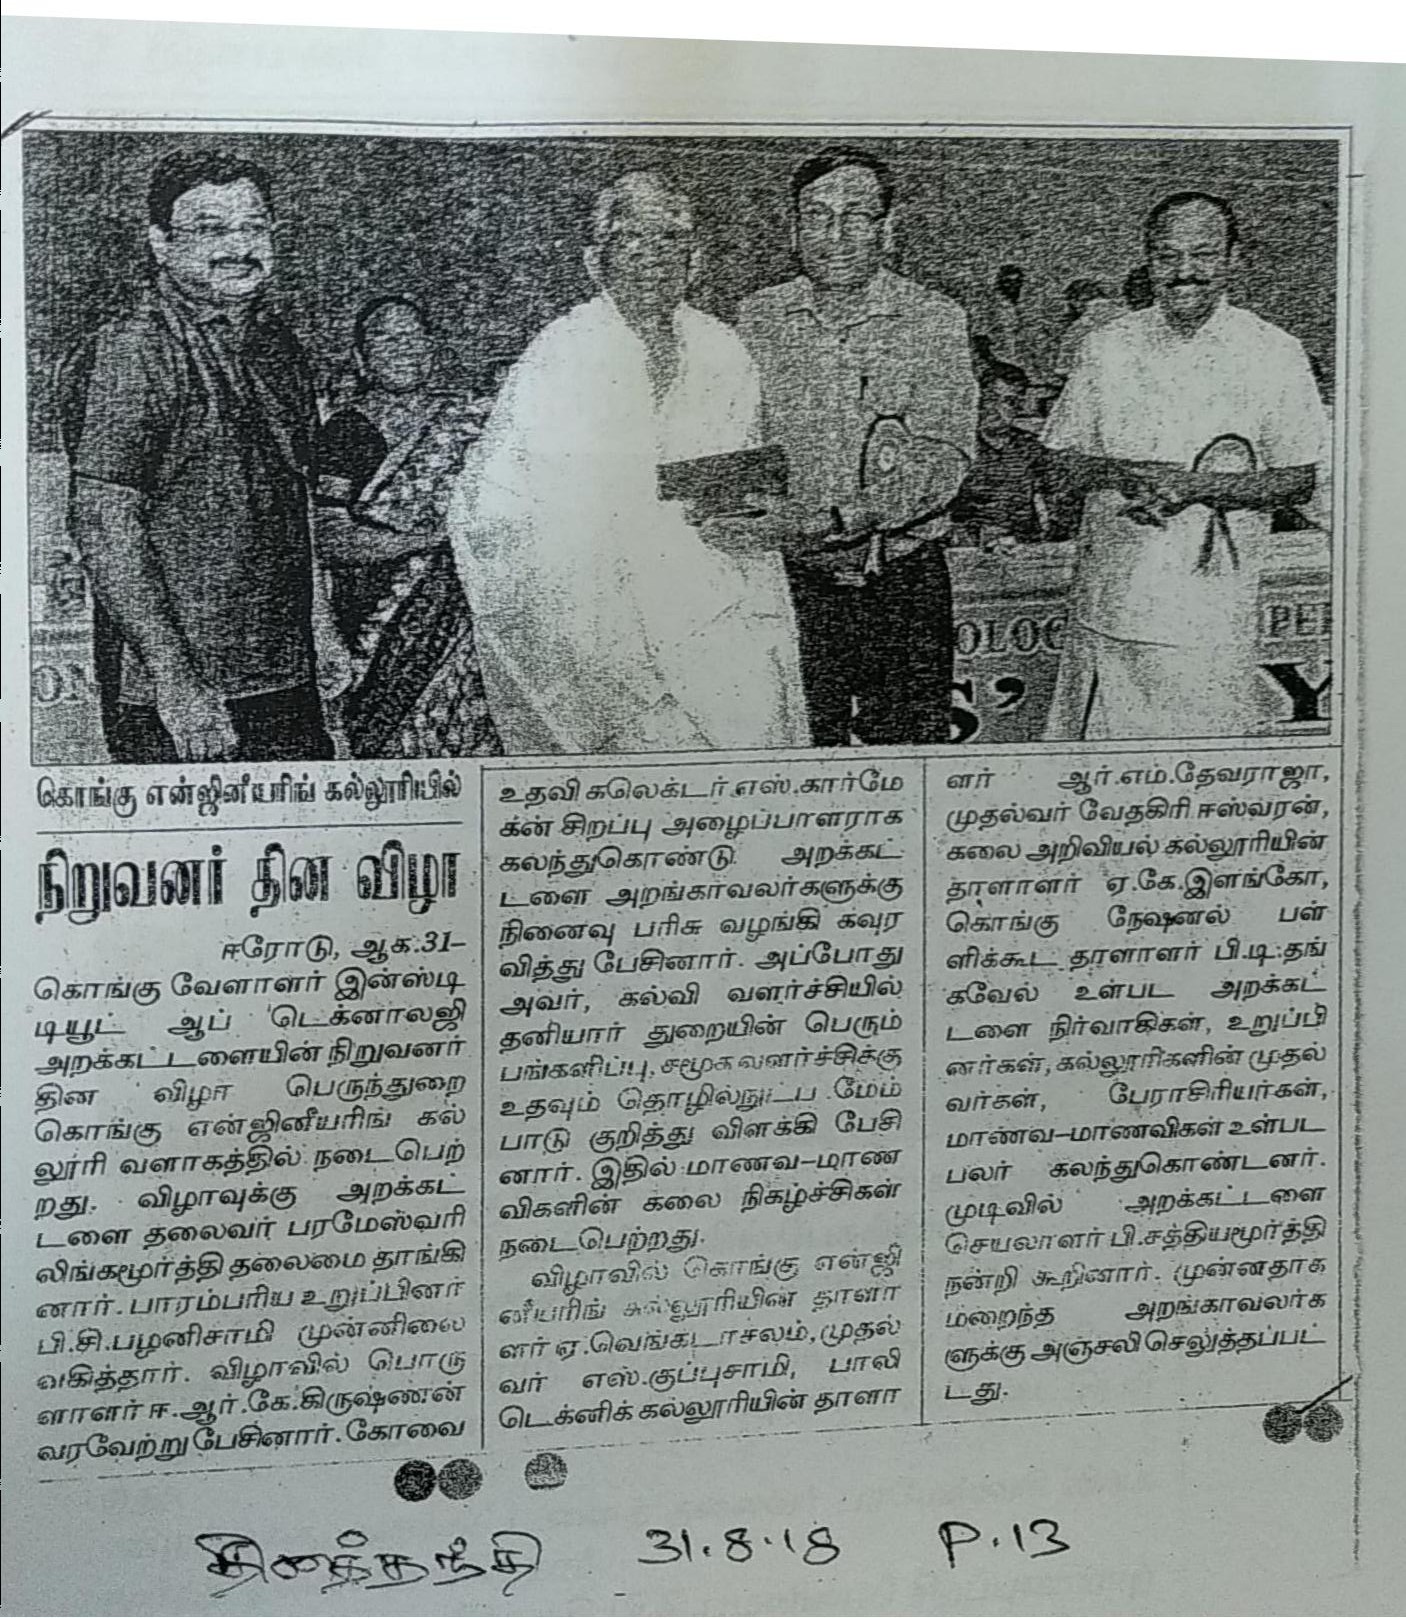 ON
OLOG
PE
S'
Y
கொங்கு என்ஜினீயரிங் கல்லூரியில்
நிறுவனர் தின விழா
ஈரோடு, ஆக.31–
கொங்கு வேளாளர் இன்ஸ்டி
டியூட் ஆப் டெக்னாலஜி
அறக்கட்டளையின் நிறுவனர்
தின விழா பெருந்துறை
கொங்கு என்ஜினீயரிங் கல்
லூரி வளாகத்தில் நடைபெற்
றது. விழாவுக்கு அறக்கட்
டளை தலைவர் பரமேஸ்வரி
லிங்கமூர்த்தி தலைமை தாங்கி
னார். பாரம்பரிய உறுப்பினர்
பி.சி.பழனிசாமி முன்னிலை
வகித்தார். விழாவில் பொரு
ளாளர் ஈ.ஆர்.கே.கிருஷ்ணன்
வரவேற்று பேசினார். கோவை
உதவி கலெக்டர் எஸ்.கார்மே
கன் சிறப்பு அழைப்பாளராக
கலந்துகொண்டு அறக்கட்
டளை அறங்காவலர்களுக்கு
நினைவு பரிசு வழங்கி கவுர
வித்து பேசினார். அப்போது
அவர், கல்வி வளர்ச்சியில்
தனியார் துறையின் பெரும்
பங்களிப்பு, சமூக வளர்ச்சிக்கு
உதவும் தொழில்நுட்ப மேம்
பாடு குறித்து விளக்கி பேசி
னார். இதில் மாணவ–மாண
விகளின் கலை நிகழ்ச்சிகள்
நடைபெற்றது.
விழாவில் கொங்கு என்ஜி
னீயரிங் கல்லூரியின் தாளா
ளர் ஏ.வெங்கடாசலம், முதல்
வர் எஸ்.குப்புசாமி, பாலி
டெக்னிக் கல்லூரியின் தாளா
ளர் ஆர்.எம்.தேவராஜா,
முதல்வர் வேதகிரி ஈஸ்வரன்,
கலை அறிவியல் கல்லூரியின்
தாளாளர் ஏ.கே.இளங்கோ,
கொங்கு நேஷனல் பள்
ளிக்கூட தாளாளர் பி.டி.தங்
கவேல் உள்பட அறக்கட்
டளை நிர்வாகிகள், உறுப்பி
னர்கள், கல்லூரிகளின் முதல்
வர்கள், பேராசிரியர்கள்,
மாணவ–மாணவிகள் உள்பட
பலர் கலந்துகொண்டனர்.
முடிவில் அறக்கட்டளை
செயலாளர் பி.சத்தியமூர்த்தி
நன்றி கூறினார். முன்னதாக
மறைந்த அறங்காவலர்க
ளுக்கு அஞ்சலி செலுத்தப்பட்
டது.
தினத்தந்தி 31.8.18 P.13